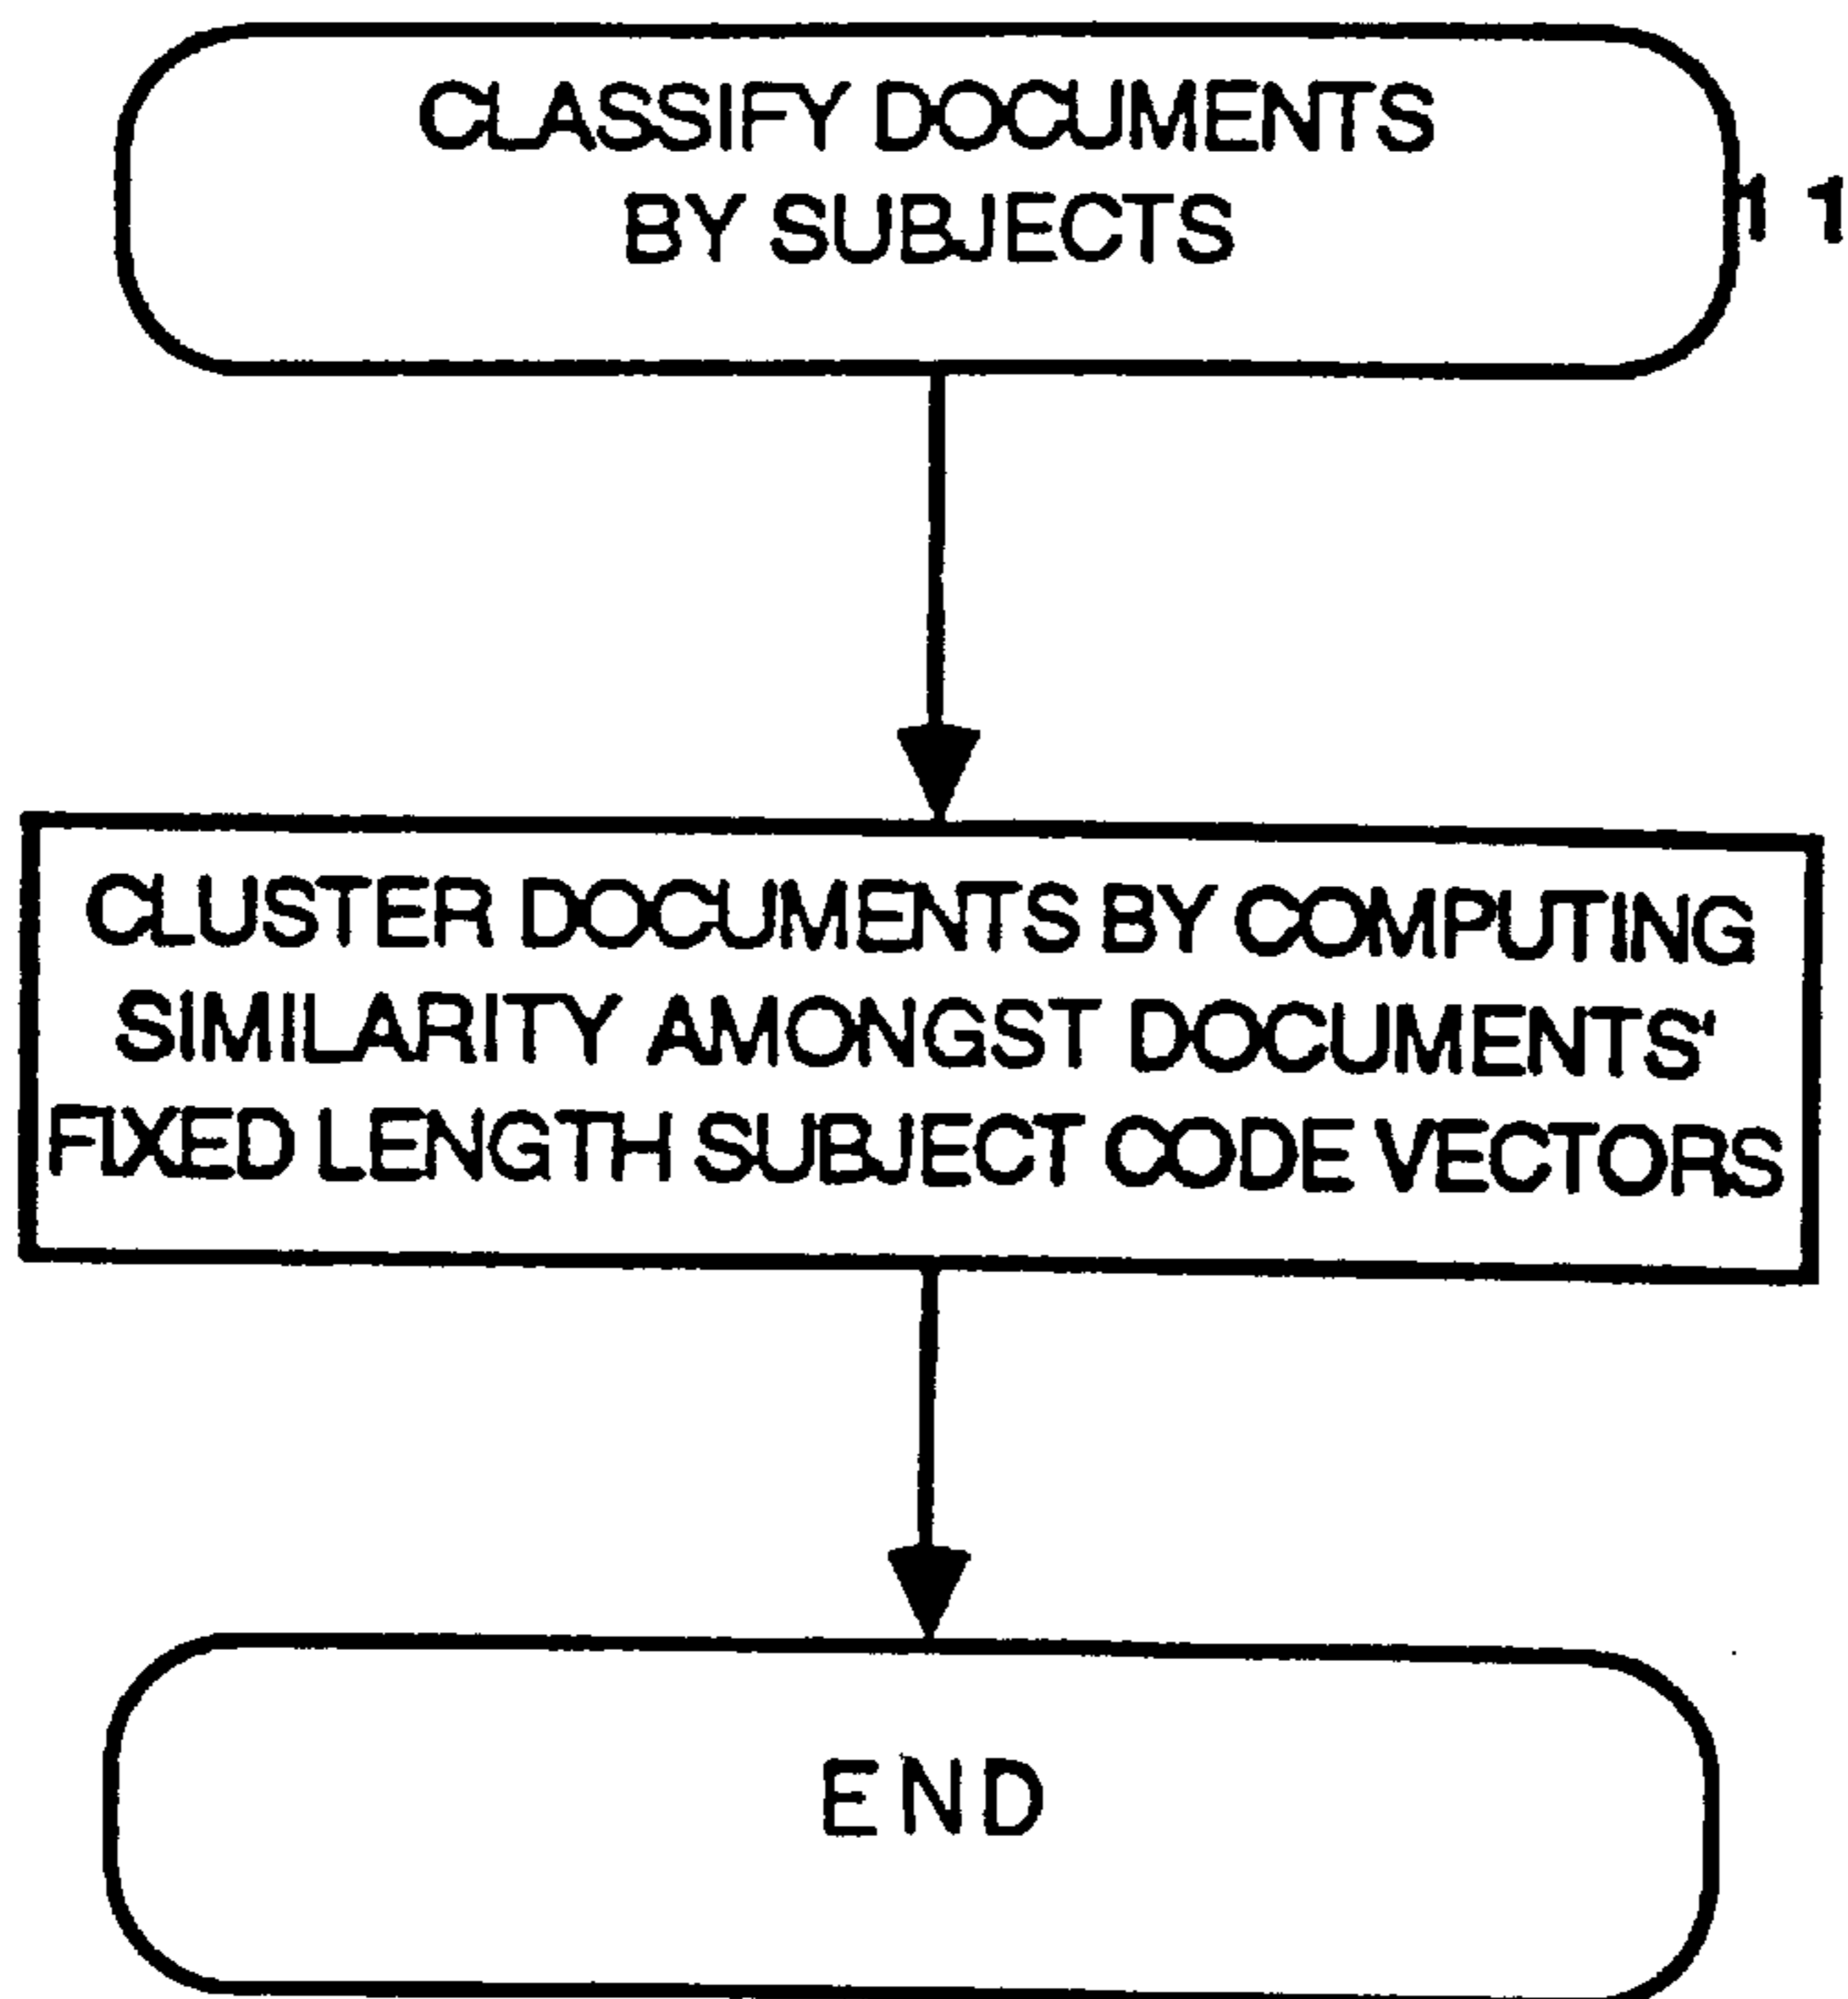 CLASSIFY DOCUMENTS
BY SUBJECTS
11
CLUSTER DOCUMENTS BY COMPUTING
SIMILARITY AMONGST DOCUMENTS'
FIXED LENGTH SUBJECT CODE VECTORS
END